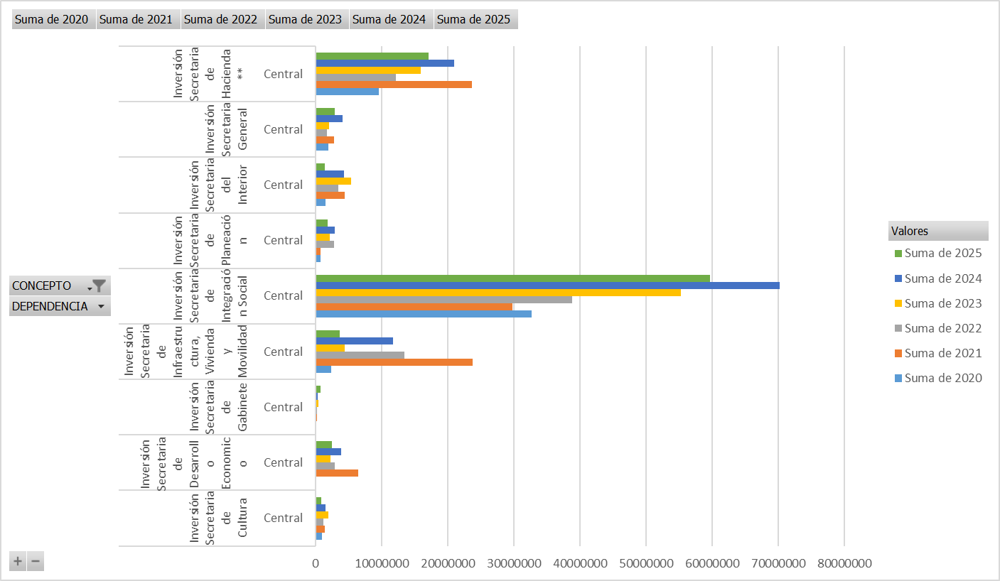 Suma de 2020 Suma de 2021 Suma de 2022 Suma de 2023 Suma de 2024 Suma de 2025
Inversión
Secretaria
de
Hacienda
**
Central
Inversión
Secretaria
General
Central
Inversión
Secretaria
del
Interior
Central
Inversión
Secretaria
de
Planeació
n
Central
Inversión
Secretaria
de
Integració
n Social
Central
Inversión
Secretaria
de
Infraestru
ctura,
Vivienda
y
Movilidad
Central
Inversión
Secretaria
de
Gabinete
Central
Inversión
Secretaria
de
Desarroll
o
Economic
o
Central
Inversión
Secretaria
de
Cultura
Central
CONCEPTO
DEPENDENCIA
0 10000000 20000000 30000000 40000000 50000000 60000000 70000000 80000000
Valores
Suma de 2025
Suma de 2024
Suma de 2023
Suma de 2022
Suma de 2021
Suma de 2020